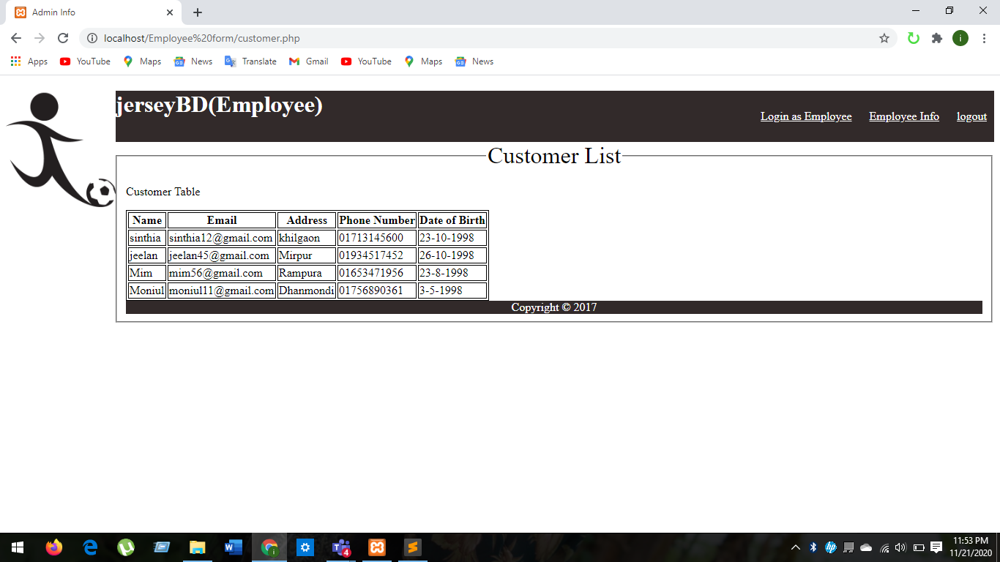 Admin Info
localhost/Employee%20form/customer.php
i
Apps YouTube Maps News Translate Gmail YouTube Maps News
jerseyBD(Employee)
Login as Employee Employee Info logout
Customer List
Customer Table
Name Email Address Phone Number Date of Birth
sinthia sinthia12@gmail.com khilgaon 01713145600 23-10-1998
jeelan jeelan45@gmail.com Mirpur 01934517452 26-10-1998
Mim mim56@gmail.com Rampura 01653471956 23-8-1998
Moniul moniul11@gmail.com Dhanmondi 01756890361 3-5-1998
Copyright © 2017
4
11:53 PM
11/21/2020